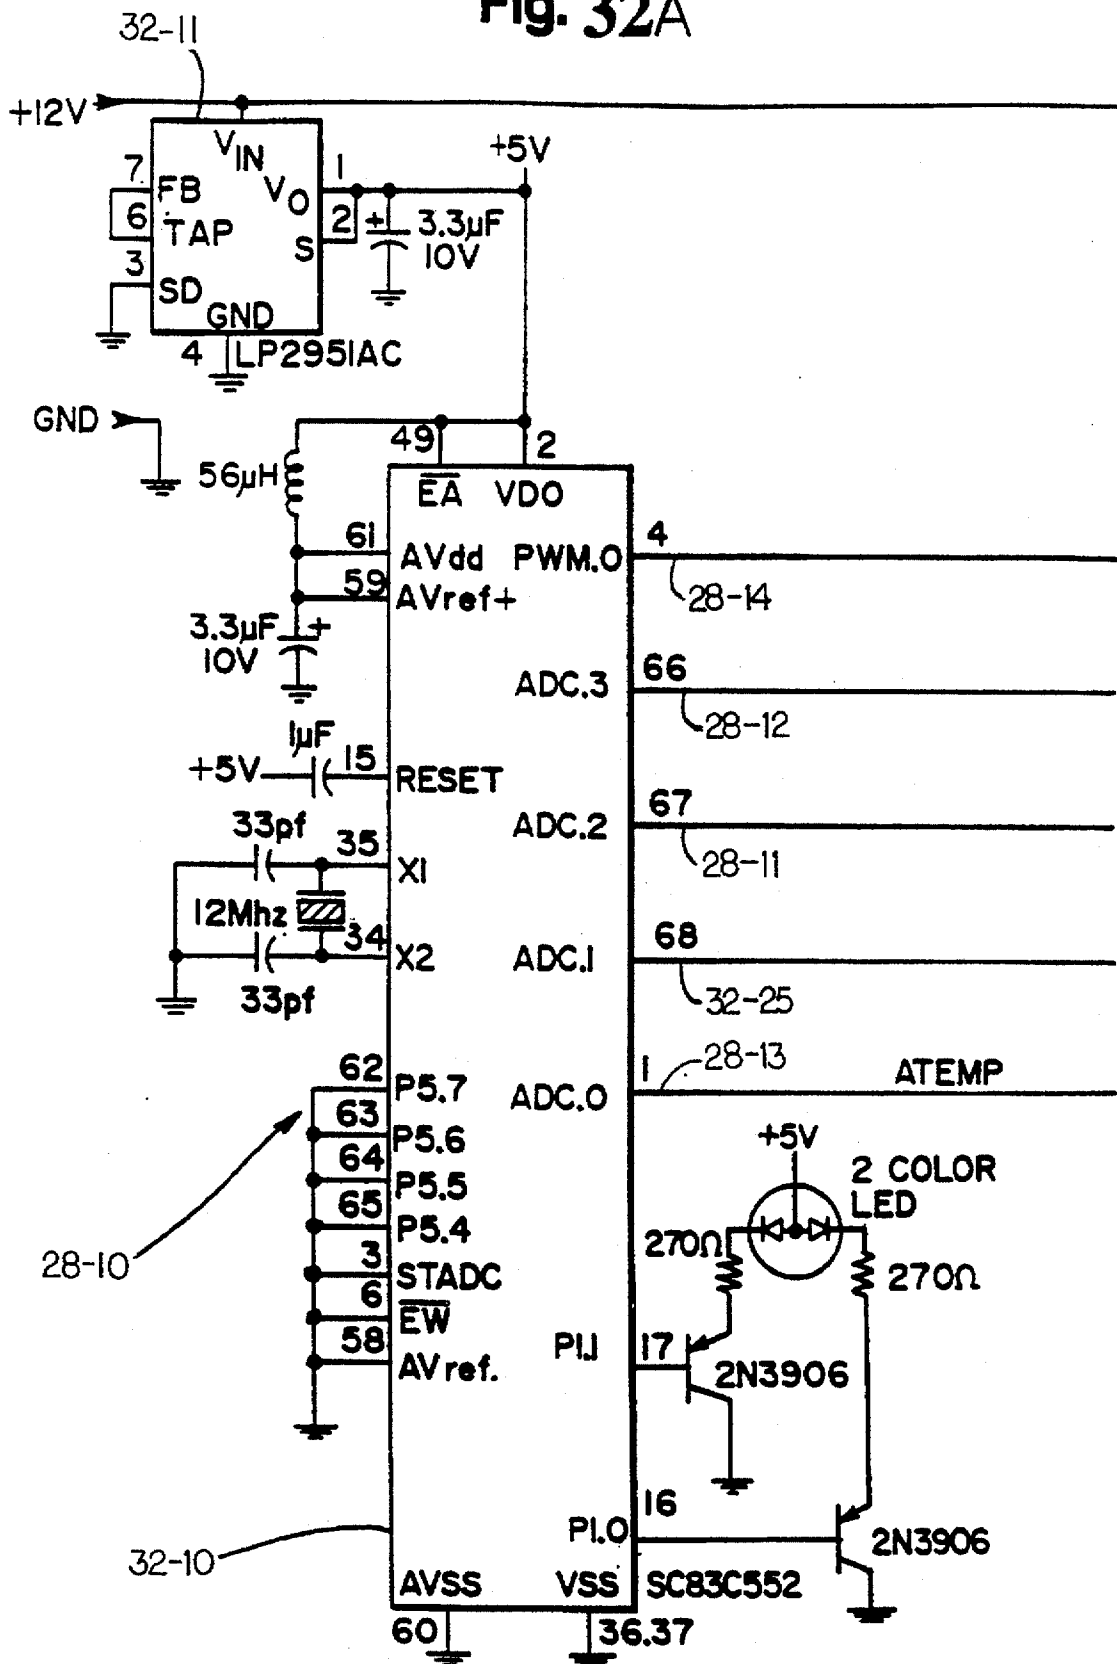 Fig. 32A
32-11
+12V
VIN
+5V
7
FB
1
VO
6
TAP
2
S
+
3.3µF
10V
3
SD
GND
4
LP2951AC
GND
49
2
56µH
EA
VDO
61
AVdd
PWM.0
4
28-14
59
AVref+
3.3µF
+
10V
ADC.3
66
28-12
1µF
+5V
15
RESET
33pf
ADC.2
67
28-11
35
X1
12Mhz
34
X2
33pf
ADC.1
68
32-25
28-13
62
P5.7
ADC.0
1
ATEMP
63
P5.6
+5V
64
P5.5
2 COLOR
LED
65
P5.4
270Ω
270Ω
28-10
3
STADC
6
EW
58
AVref.
P1.1
17
2N3906
16
P1.0
2N3906
32-10
AVSS
VSS
SC83C552
60
36.37